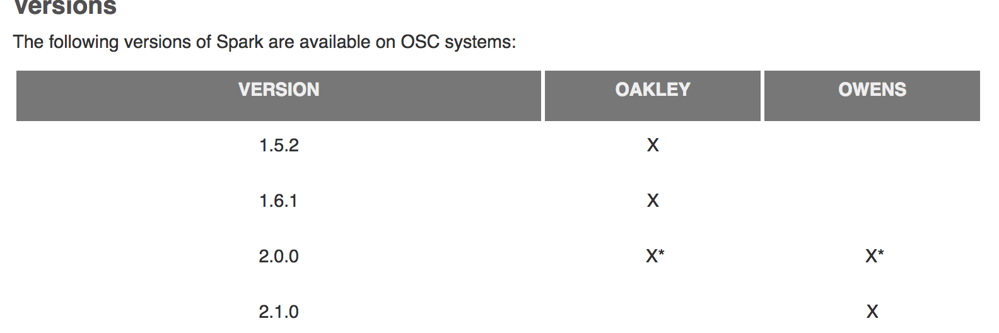 Versions
The following versions of Spark are available on OSC systems:
VERSION OAKLEY OWENS
1.5.2 X
1.6.1 X
2.0.0 X* X*
2.1.0 X